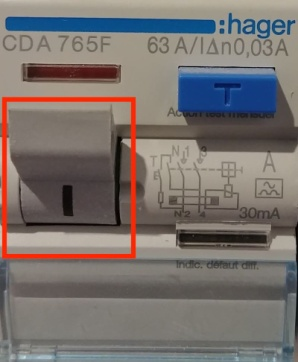 :hager
CDA 765F 63 A/IΔn0,03A
T
Action test mensuel
N 1 3
T
A
E
N 2 4
30mA
Indic. défaut diff.
I